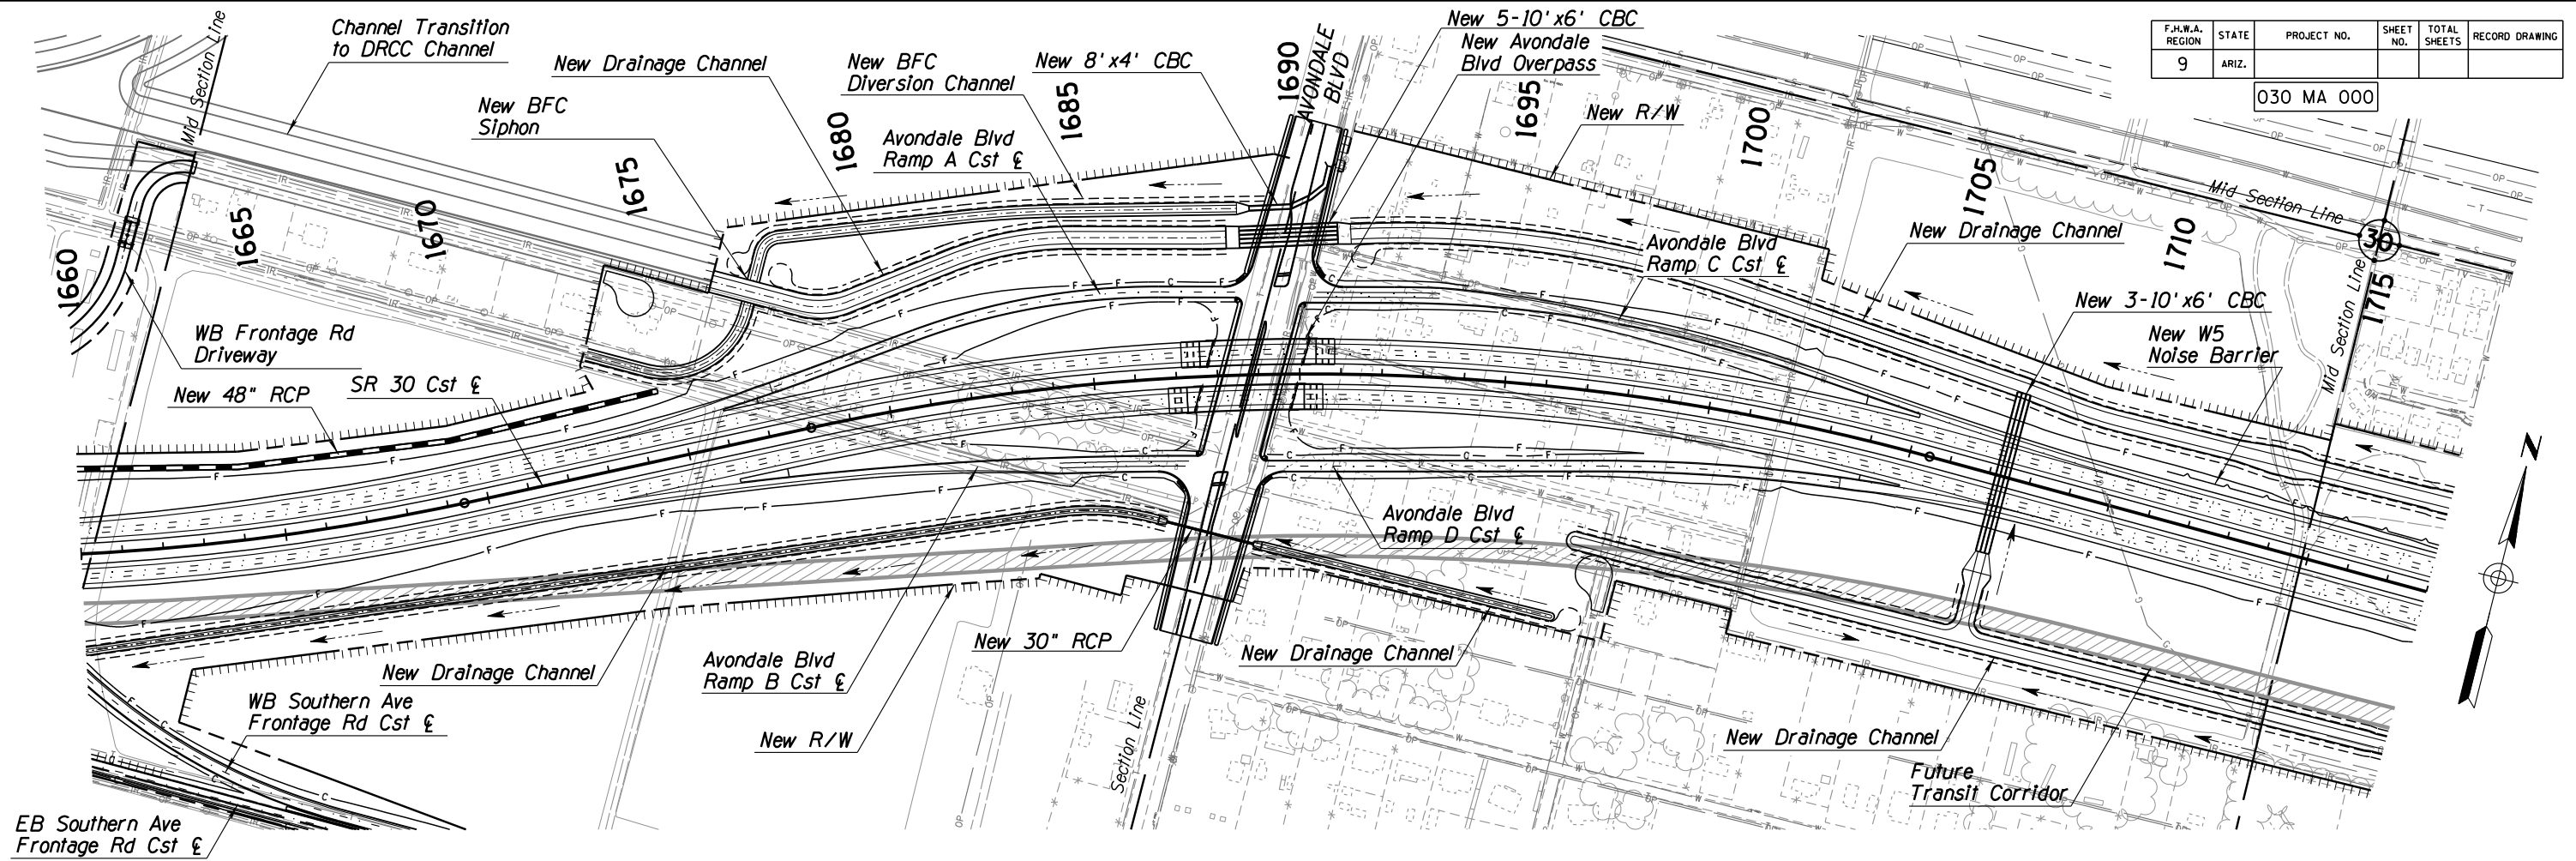 Channel Transition
to DRCC Channel
Mid Section Line
New Drainage Channel
New BFC
Siphon
New BFC
Diversion Channel
Avondale Blvd
Ramp A Cst ℄
New 8'x4' CBC
AVONDALE
BLVD
New 5-10'x6' CBC
New Avondale
Blvd Overpass
New R/W
F.H.W.A.
REGION
STATE
PROJECT NO.
SHEET
NO.
TOTAL
SHEETS
RECORD DRAWING
9
ARIZ.
030 MA 000
1660
1665
1670
1675
1680
1685
1690
1695
1700
1705
1710
1715
Mid Section Line
30
Mid Section Line
Avondale Blvd
Ramp C Cst ℄
New Drainage Channel
New 3-10'x6' CBC
New W5
Noise Barrier
N
WB Frontage Rd
Driveway
New 48" RCP
SR 30 Cst ℄
Avondale Blvd
Ramp D Cst ℄
New 30" RCP
New Drainage Channel
New Drainage Channel
Avondale Blvd
Ramp B Cst ℄
New R/W
WB Southern Ave
Frontage Rd Cst ℄
EB Southern Ave
Frontage Rd Cst ℄
Section Line
New Drainage Channel
Future
Transit Corridor